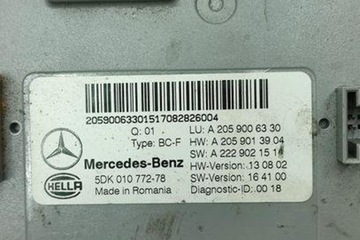 20590063301517082826004
Q: 01 LU: A 205 900 63 30
Type: BC-F HW: A 205 901 39 04
SW: A 222 902 15 11
Mercedes-Benz HW-Version: 13 08 02
HELLA 5DK 010 772-78 SW-Version: 16 41 00
Made in Romania Diagnostic-ID: 00 18